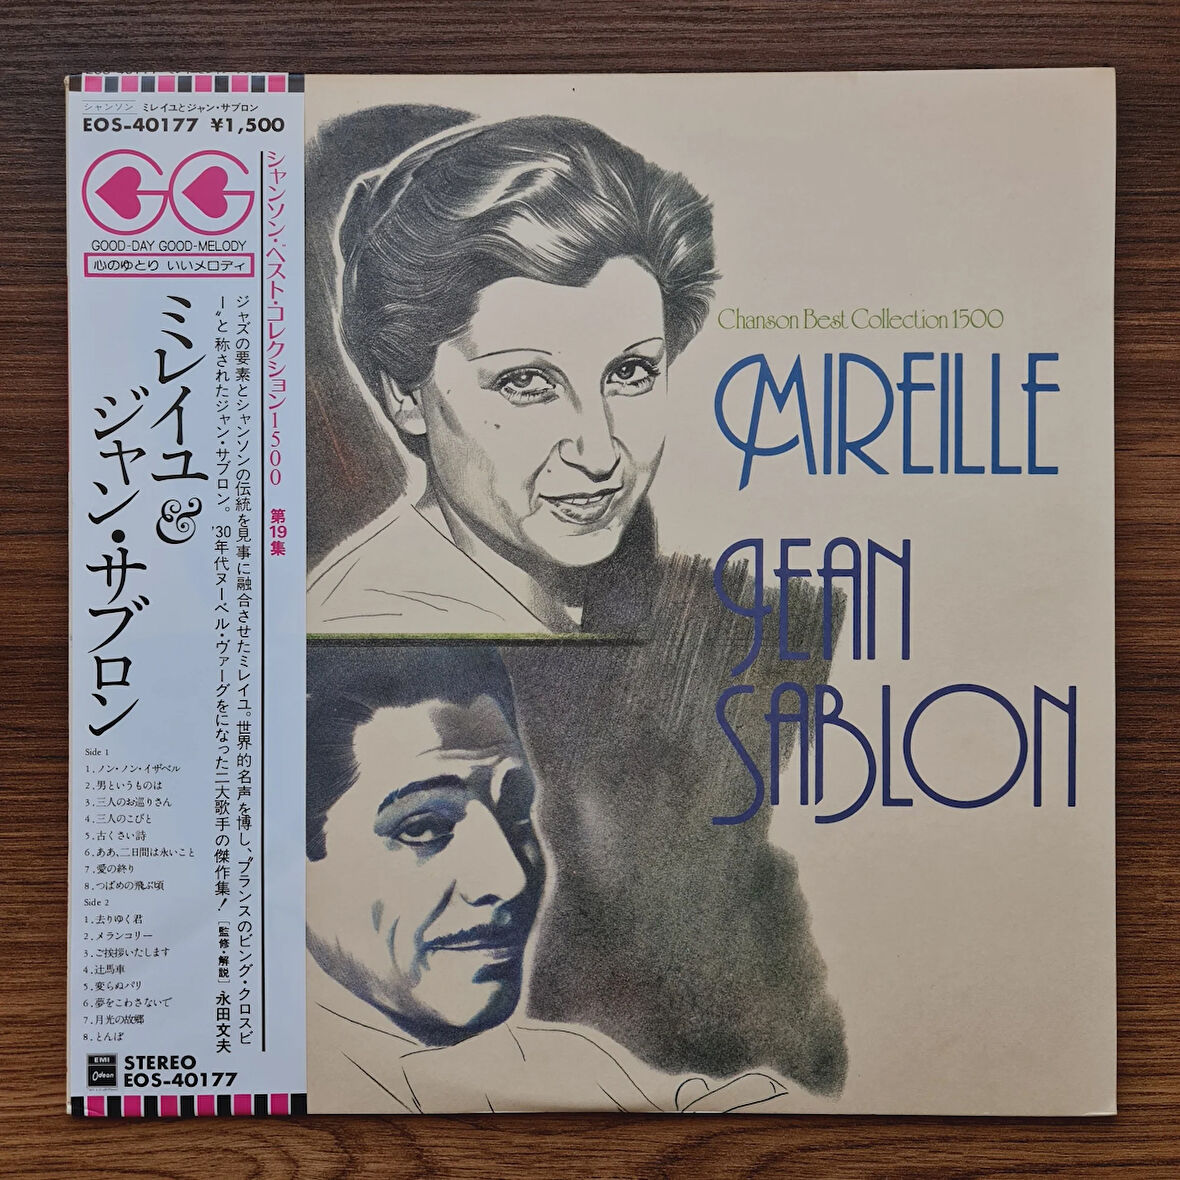 シャンソン ミレイユとジャン・サブロン
EOS-40177 ¥1,500
GG
GOOD-DAY GOOD-MELODY
心のゆとり いいメロディ
シャンソン・ベスト・コレクション1500 第19集
ジャズの要素とシャンソンの伝統を見事に融合させたミレイユ。世界的名声を博し、〝フランスのビング・クロスビ
ー〟と称されたジャン・サブロン。'30年代ヌーベル・ヴァーグをになった二大歌手の傑作集! [監修・解説]永田文夫
ミレイユ&
ジャン・サブロン
Side 1
1.ノン・ノン・イザベル
2.男というものは
3.三人のお巡りさん
4.三人のこびと
5.古くさい詩
6.ああ、二日間は永いこと
7.愛の終り
8.つばめの飛ぶ頃
Side 2
1.去りゆく君
2.メランコリー
3.ご挨拶いたします
4.辻馬車
5.変らぬパリ
6.夢をこわさないで
7.月光の故郷
8.とんぼ
EMI
Odeon
STEREO
EOS-40177
Chanson Best Collection 1500
MIREILLE
JEAN
SABLON